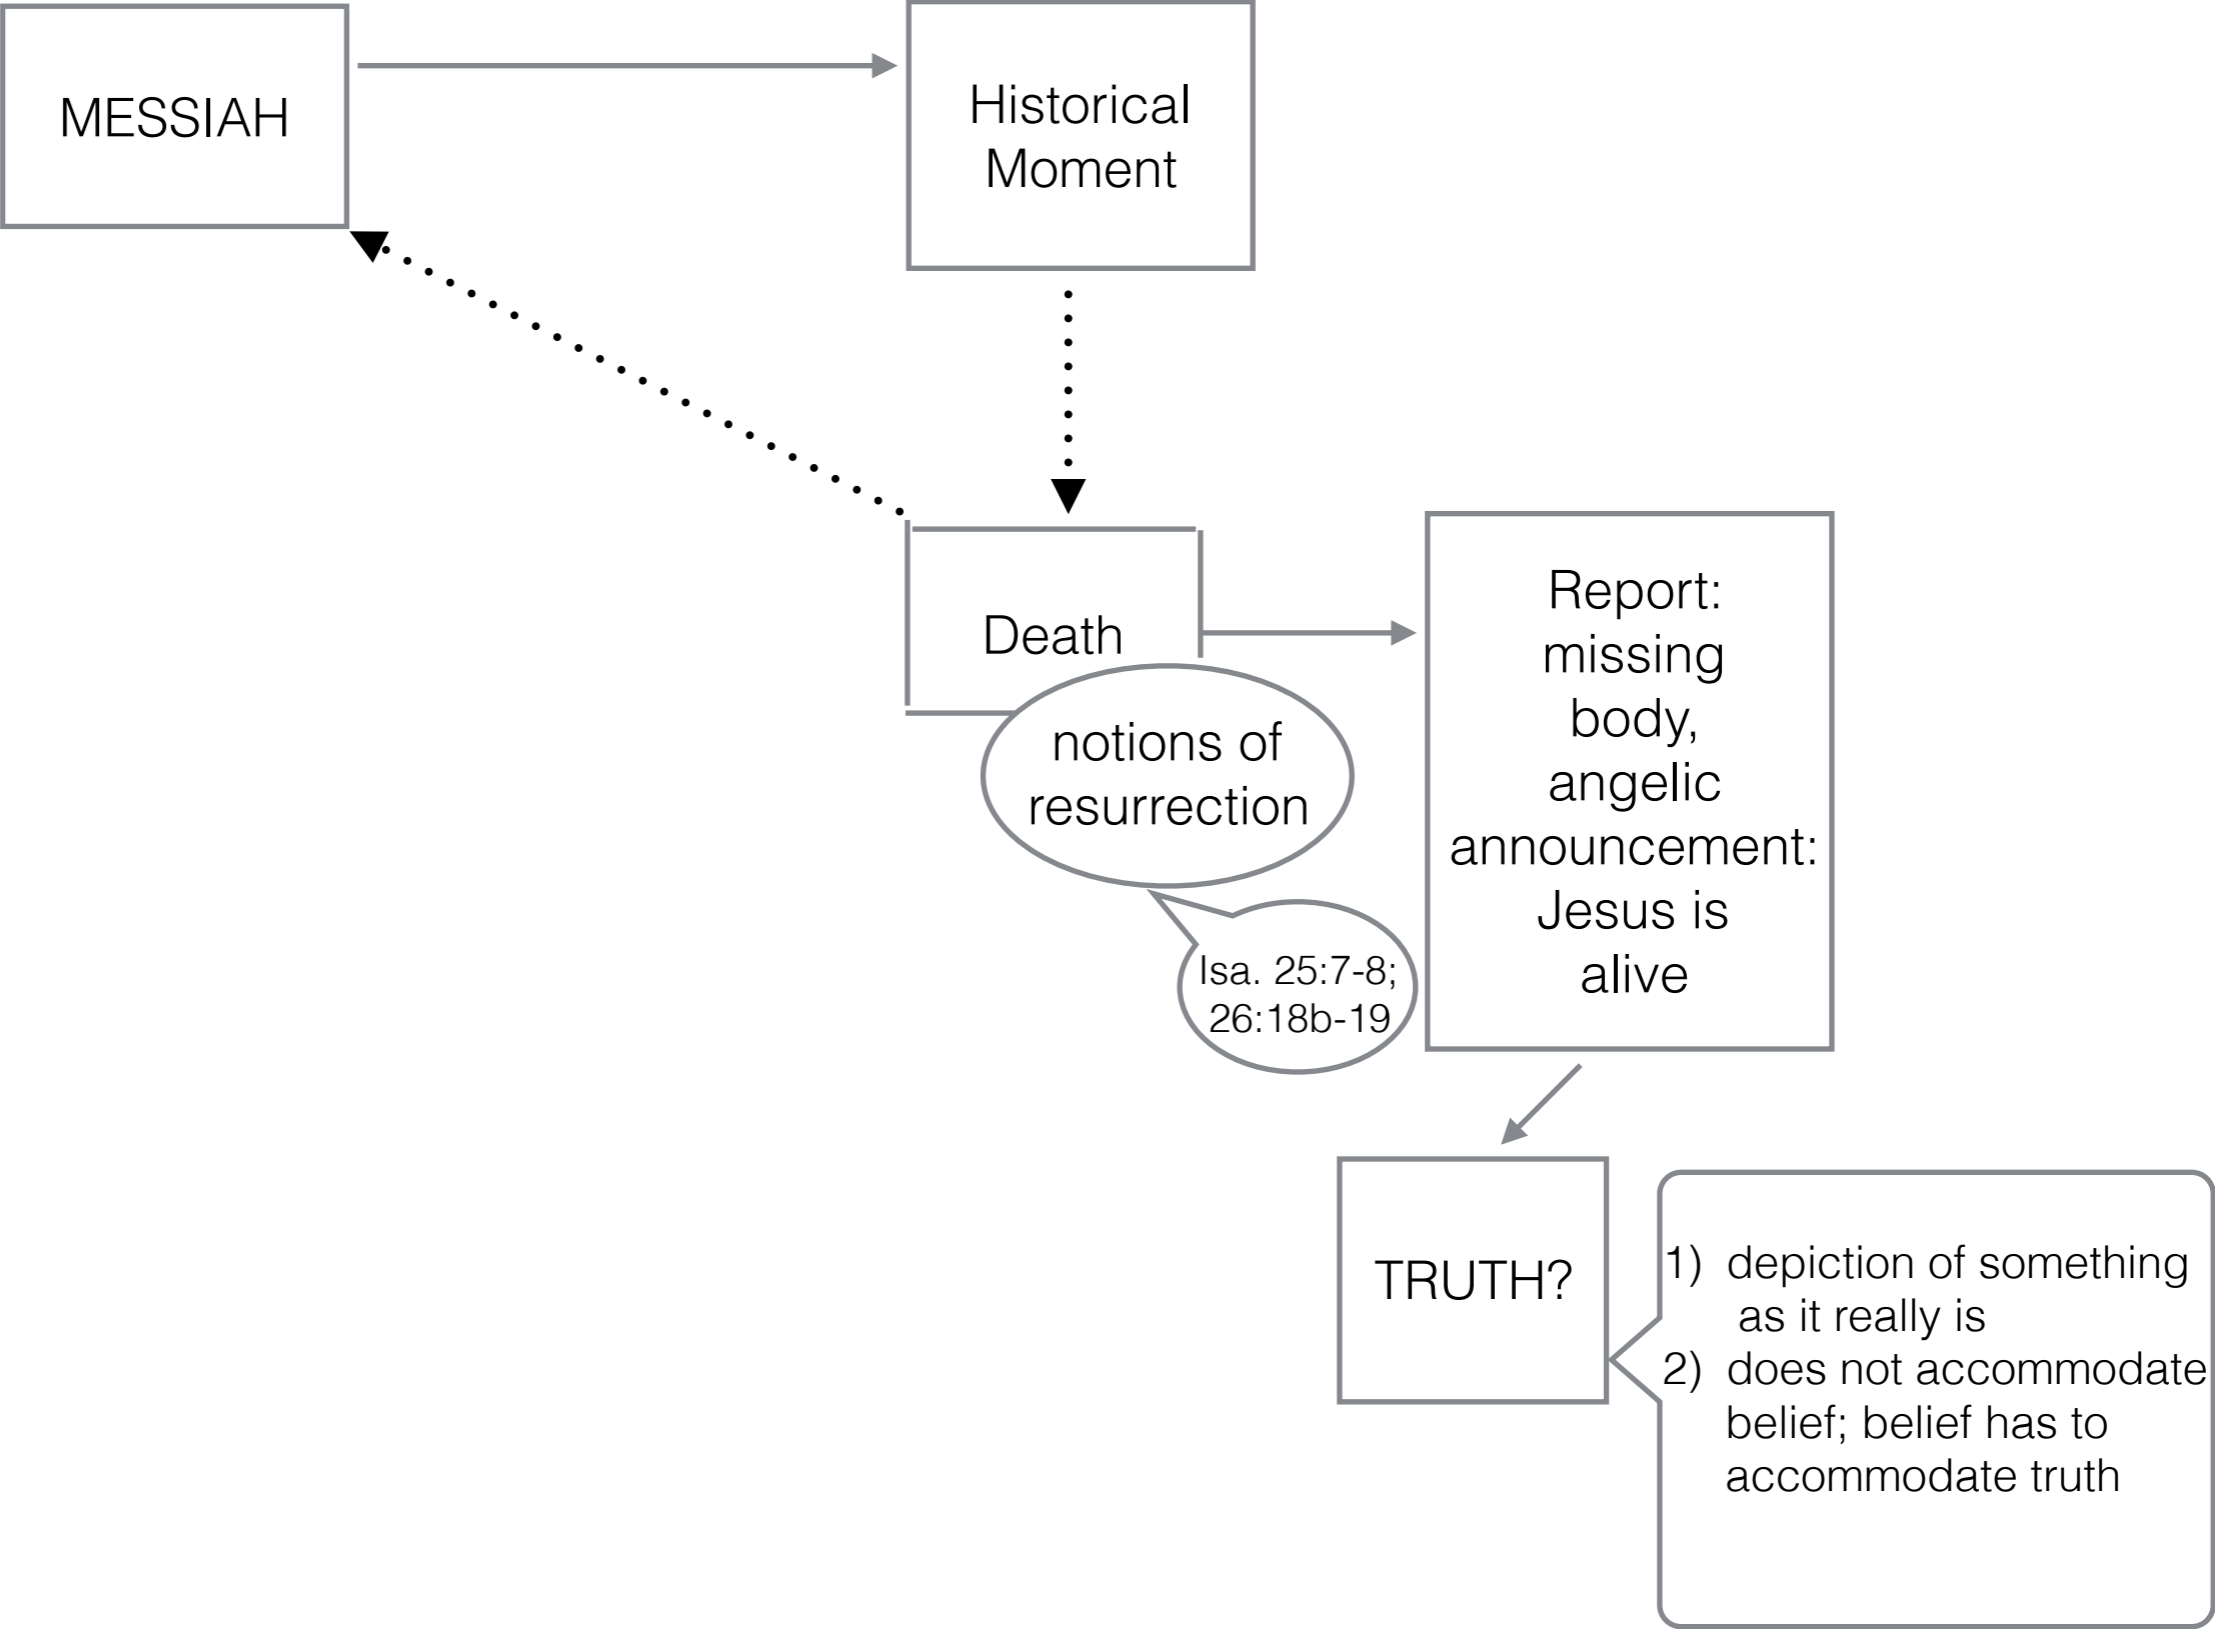 MESSIAH
Historical
Moment
Death
notions of
resurrection
Isa. 25:7-8;
26:18b-19
Report:
missing
body,
angelic
announcement:
Jesus is
alive
TRUTH?
1) depiction of something
as it really is
2) does not accommodate
belief; belief has to
accommodate truth